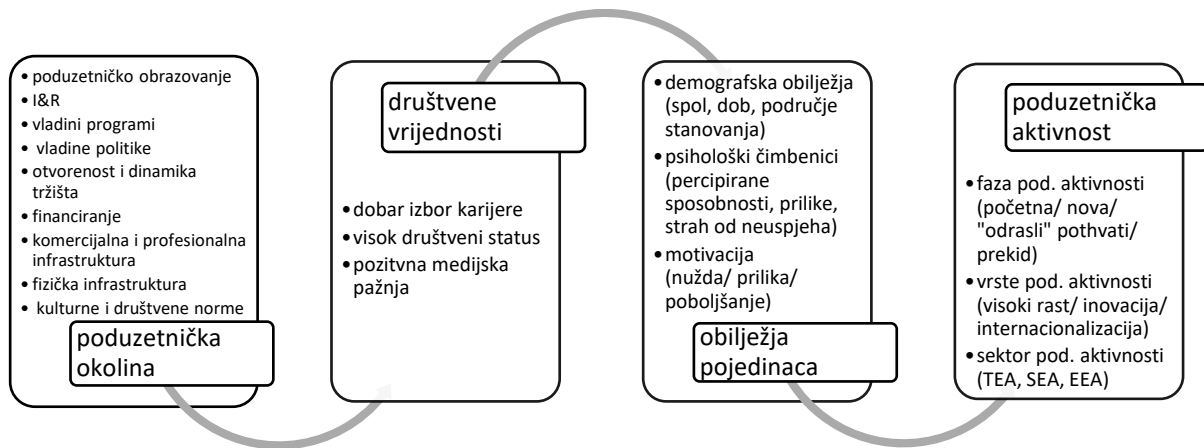 • poduzetničko obrazovanje
• I&R
• vladini programi
• vladine politike
• otvorenost i dinamika
tržišta
• financiranje
• komercijalna i profesionalna
infrastruktura
• fizička infrastruktura
• kulturne i društvene norme
poduzetnička
okolina
društvene
vrijednosti
• dobar izbor karijere
• visok društveni status
• pozitvna medijska
pažnja
• demografska obilježja
(spol, dob, područje
stanovanja)
• psihološki čimbenici
(percipirane
sposobnosti, prilike,
strah od neuspjeha)
• motivacija
(nužda/ prilika/
poboljšanje)
obilježja
pojedinaca
poduzetnička
aktivnost
• faza pod. aktivnosti
(početna/ nova/
"odrasli" pothvati/
prekid)
• vrste pod. aktivnosti
(visoki rast/ inovacija/
internacionalizacija)
• sektor pod. aktivnosti
(TEA, SEA, EEA)